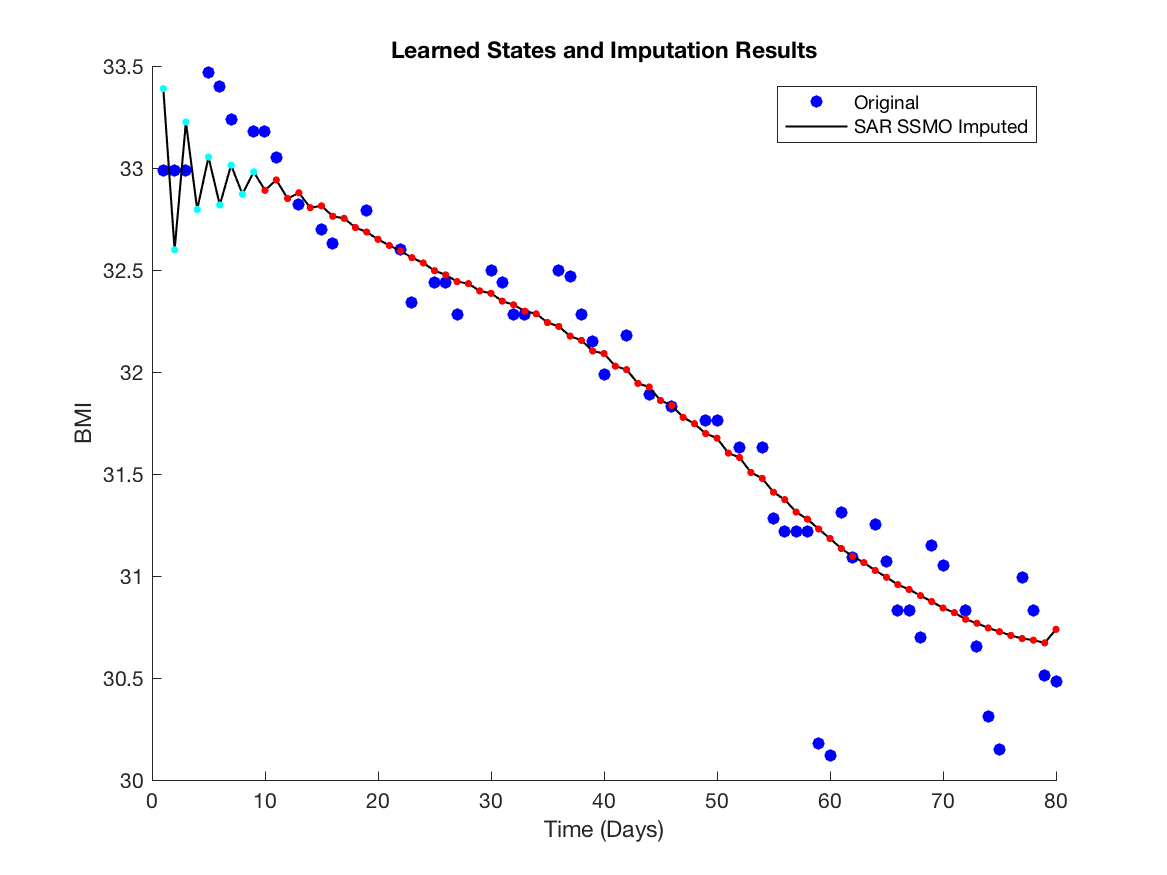 Learned States and Imputation Results
33.5
33
32.5
32
31.5
31
30.5
30
BMI
Original
SAR SSMO Imputed
0 10 20 30 40 50 60 70 80
Time (Days)